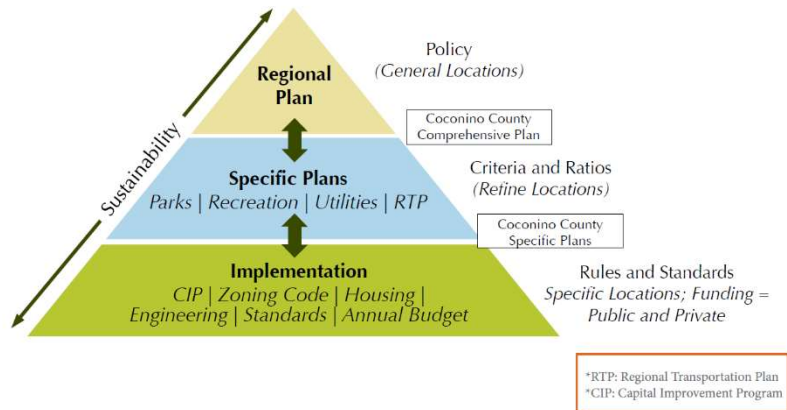 Sustainability
Regional
Plan
Policy
(General Locations)
Coconino County
Comprehensive Plan
Specific Plans
Parks | Recreation | Utilities | RTP
Criteria and Ratios
(Refine Locations)
Coconino County
Specific Plans
Implementation
CIP | Zoning Code | Housing |
Engineering | Standards | Annual Budget
Rules and Standards
Specific Locations; Funding =
Public and Private
*RTP: Regional Transportation Plan
*CIP: Capital Improvement Program